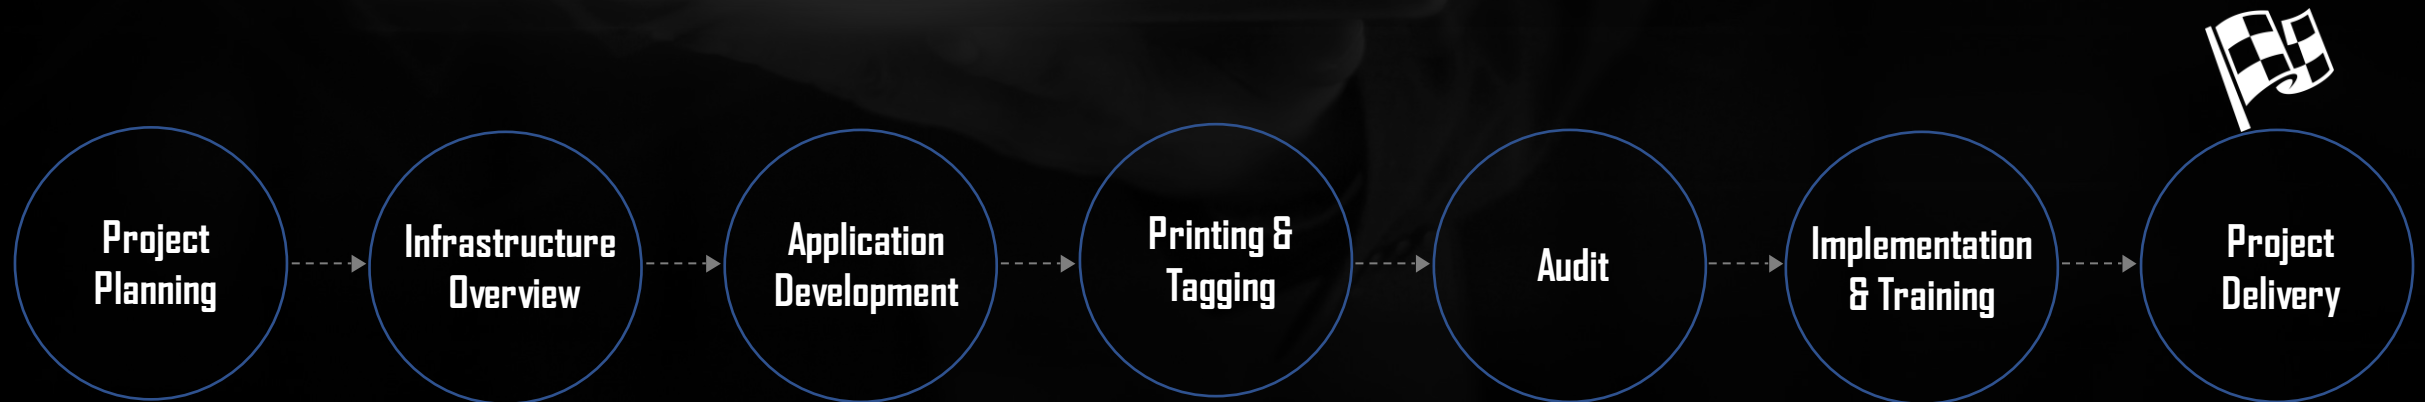 Project
Planning
Infrastructure
Overview
Application
Development
Printing &
Tagging
Audit
Implementation
& Training
Project
Delivery